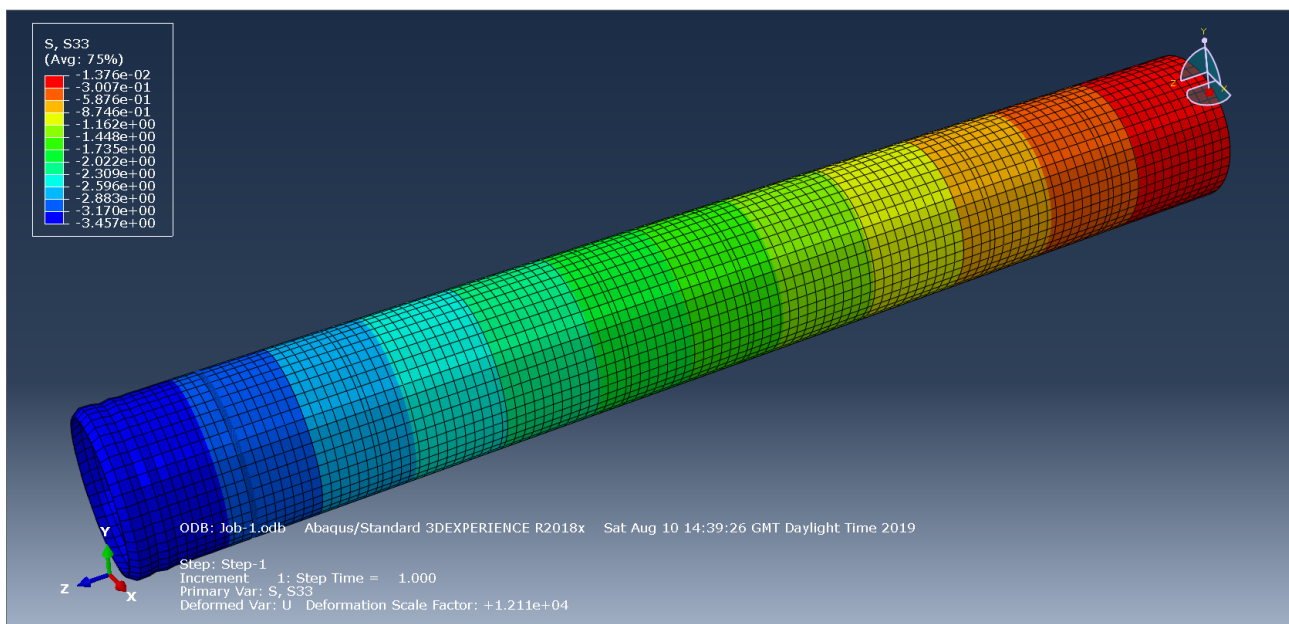 S, S33
(Avg: 75%)
-1.376e-02
-3.007e-01
-5.876e-01
-8.746e-01
-1.162e+00
-1.448e+00
-1.735e+00
-2.022e+00
-2.309e+00
-2.596e+00
-2.883e+00
-3.170e+00
-3.457e+00
Y
Z
X
Y
Z
X
ODB: Job-1.odb Abaqus/Standard 3DEXPERIENCE R2018x Sat Aug 10 14:39:26 GMT Daylight Time 2019
Step: Step-1
Increment 1: Step Time = 1.000
Primary Var: S, S33
Deformed Var: U Deformation Scale Factor: +1.211e+04